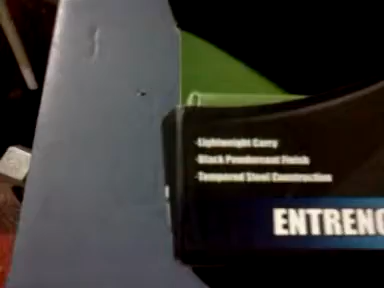 -Lightweight Carry
-Black Powdercoat Finish
-Tempered Steel Construction
ENTRENC